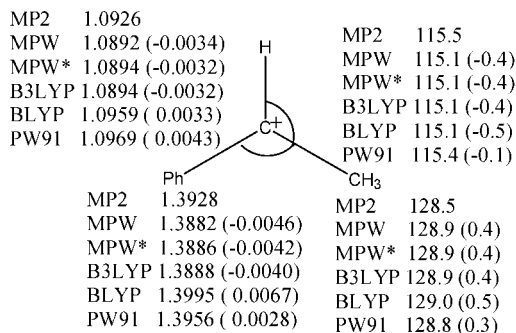 MP2 1.0926
MPW 1.0892 (-0.0034)
MPW* 1.0894 (-0.0032)
B3LYP 1.0894 (-0.0032)
BLYP 1.0959 ( 0.0033)
PW91 1.0969 ( 0.0043)
H
MP2 115.5
MPW 115.1 (-0.4)
MPW* 115.1 (-0.4)
B3LYP 115.1 (-0.4)
BLYP 115.1 (-0.5)
PW91 115.4 (-0.1)
C+
Ph
CH3
MP2 1.3928
MPW 1.3882 (-0.0046)
MPW* 1.3886 (-0.0042)
B3LYP 1.3888 (-0.0040)
BLYP 1.3995 ( 0.0067)
PW91 1.3956 ( 0.0028)
MP2 128.5
MPW 128.9 (0.4)
MPW* 128.9 (0.4)
B3LYP 128.9 (0.4)
BLYP 129.0 (0.5)
PW91 128.8 (0.3)